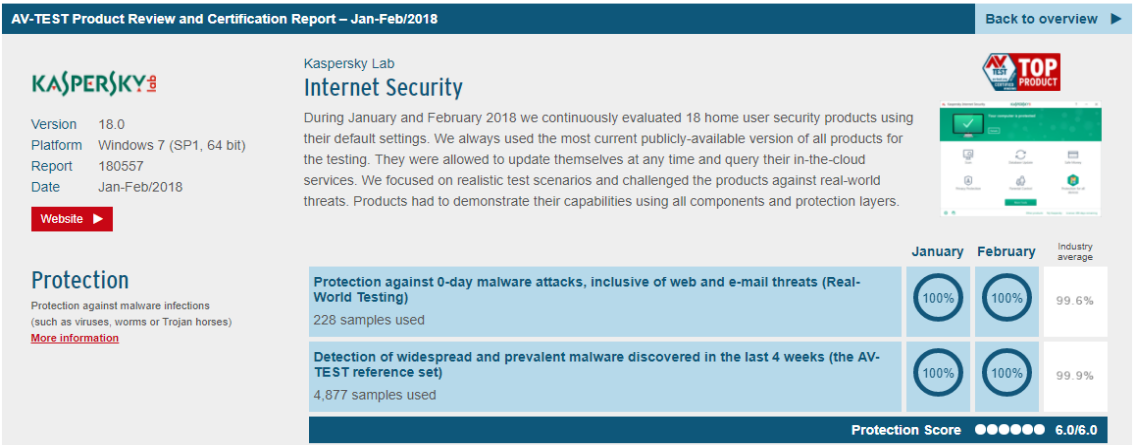 AV-TEST Product Review and Certification Report – Jan-Feb/2018
Back to overview
KASPERSKY lab
Version 18.0
Platform Windows 7 (SP1, 64 bit)
Report 180557
Date Jan-Feb/2018
Website
Kaspersky Lab
Internet Security
During January and February 2018 we continuously evaluated 18 home user security products using
their default settings. We always used the most current publicly-available version of all products for
the testing. They were allowed to update themselves at any time and query their in-the-cloud
services. We focused on realistic test scenarios and challenged the products against real-world
threats. Products had to demonstrate their capabilities using all components and protection layers.
AV TEST
TOP
PRODUCT
Protection
Protection against malware infections
(such as viruses, worms or Trojan horses)
More information
January February Industry
average
Protection against 0-day malware attacks, inclusive of web and e-mail threats (Real-
World Testing)
228 samples used
100% 100% 99.6%
Detection of widespread and prevalent malware discovered in the last 4 weeks (the AV-
TEST reference set)
4,877 samples used
100% 100% 99.9%
Protection Score 6.0/6.0